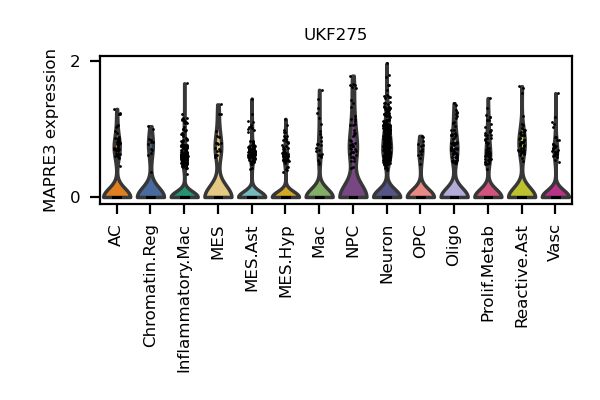 UKF275
MAPRE3 expression
2
0
AC
Chromatin.Reg
Inflammatory.Mac
MES
MES.Ast
MES.Hyp
Mac
NPC
Neuron
OPC
Oligo
Prolif.Metab
Reactive.Ast
Vasc